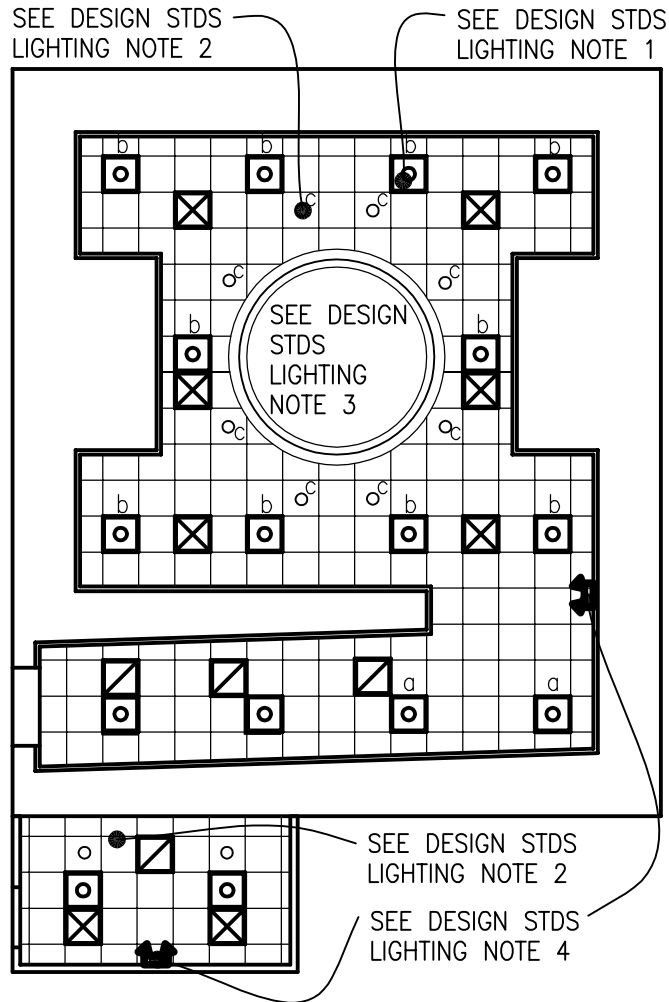 SEE DESIGN STDS
LIGHTING NOTE 2
SEE DESIGN STDS
LIGHTING NOTE 1
b
b
b
b
c
c
c
c
SEE DESIGN
STDS
LIGHTING
NOTE 3
b
b
c
c
c
c
b
b
b
b
a
a
SEE DESIGN STDS
LIGHTING NOTE 2
SEE DESIGN STDS
LIGHTING NOTE 4